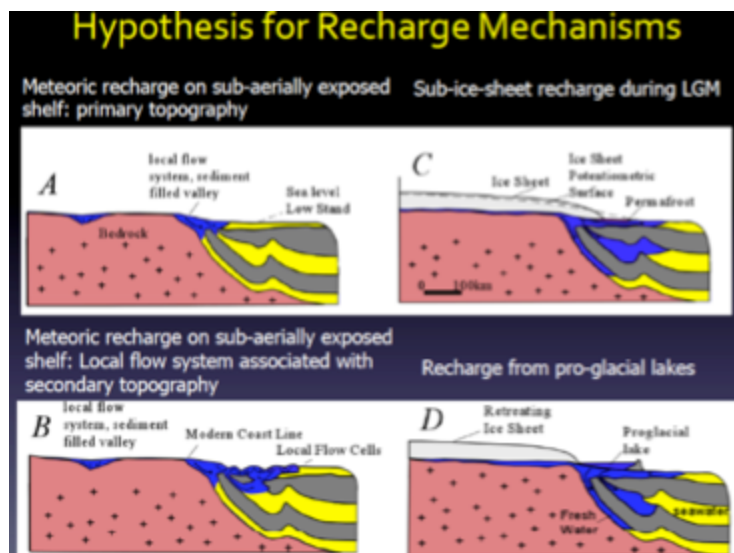 Hypothesis for Recharge Mechanisms
Meteoric recharge on sub-aerially exposed
shelf: primary topography
local flow
system, sediment
filled valley
A
Sea level
Low Stand
Bedrock
Sub-ice-sheet recharge during LGM
C
Ice Sheet
Ice Sheet
Potentiometric
Surface
Permafrost
0 100km
Meteoric recharge on sub-aerially exposed
shelf: Local flow system associated with
secondary topography
local flow
system, sediment
filled valley
B
Modern Coast Line
Local Flow Cells
Recharge from pro-glacial lakes
D
Retreating
Ice Sheet
Proglacial
lake
Fresh
Water
seawater